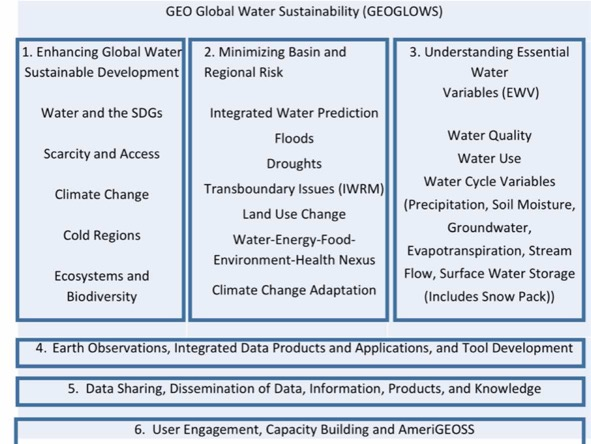 GEO Global Water Sustainability (GEOGLOWS)
1. Enhancing Global Water
Sustainable Development
Water and the SDGs
Scarcity and Access
Climate Change
Cold Regions
Ecosystems and
Biodiversity
2. Minimizing Basin and
Regional Risk
Integrated Water Prediction
Floods
Droughts
Transboundary Issues (IWRM)
Land Use Change
Water-Energy-Food-
Environment-Health Nexus
Climate Change Adaptation
3. Understanding Essential
Water
Variables (EWV)
Water Quality
Water Use
Water Cycle Variables
(Precipitation, Soil Moisture,
Groundwater,
Evapotranspiration, Stream
Flow, Surface Water Storage
(Includes Snow Pack))
4. Earth Observations, Integrated Data Products and Applications, and Tool Development
5. Data Sharing, Dissemination of Data, Information, Products, and Knowledge
6. User Engagement, Capacity Building and AmeriGEOSS